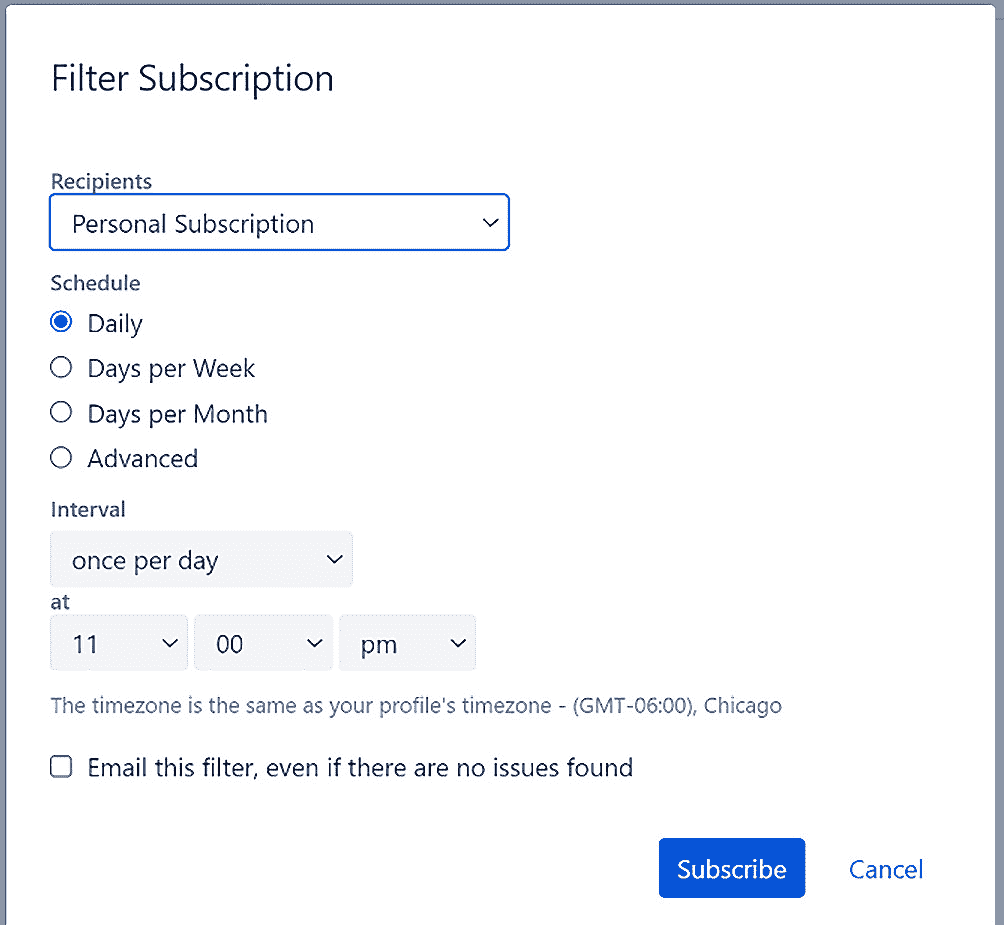 Filter Subscription
Recipients
Personal Subscription
Schedule
Daily
Days per Week
Days per Month
Advanced
Interval
once per day
at
11 00 pm
The timezone is the same as your profile's timezone - (GMT-06:00), Chicago
Email this filter, even if there are no issues found
Subscribe Cancel